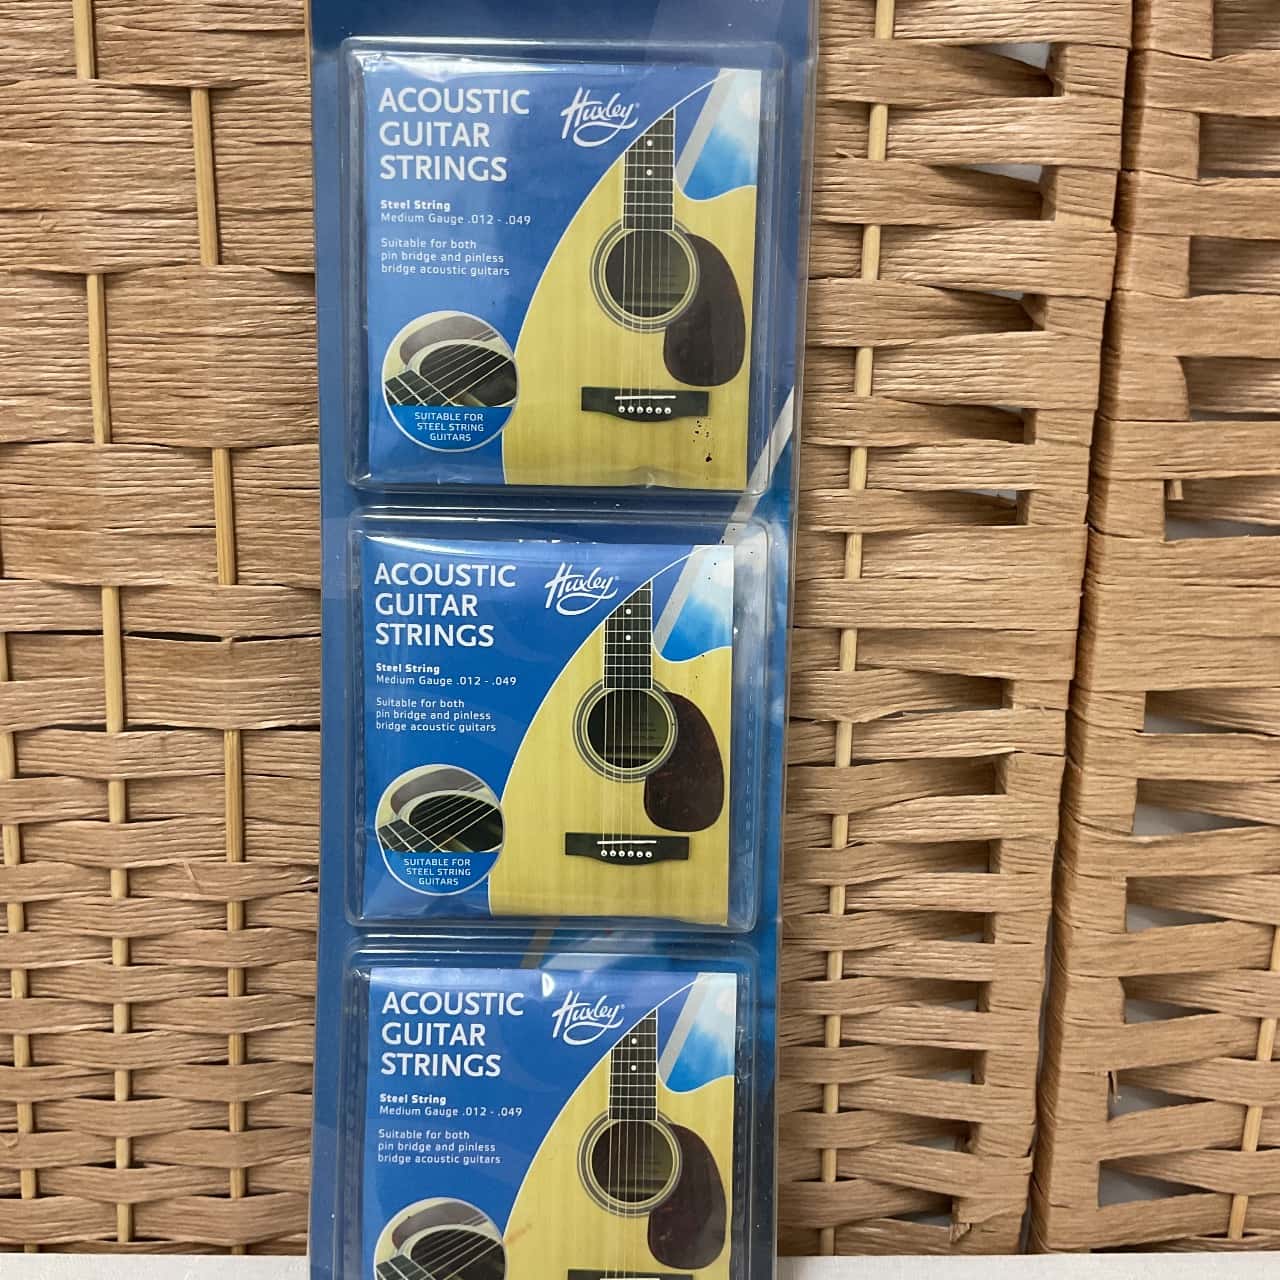 ACOUSTIC
GUITAR
STRINGS
Huxley®
Steel String
Medium Gauge .012 - .049
Suitable for both
pin bridge and pinless
bridge acoustic guitars
SUITABLE FOR
STEEL STRING
GUITARS
ACOUSTIC
GUITAR
STRINGS
Huxley®
Steel String
Medium Gauge .012 - .049
Suitable for both
pin bridge and pinless
bridge acoustic guitars
SUITABLE FOR
STEEL STRING
GUITARS
ACOUSTIC
GUITAR
STRINGS
Huxley®
Steel String
Medium Gauge .012 - .049
Suitable for both
pin bridge and pinless
bridge acoustic guitars